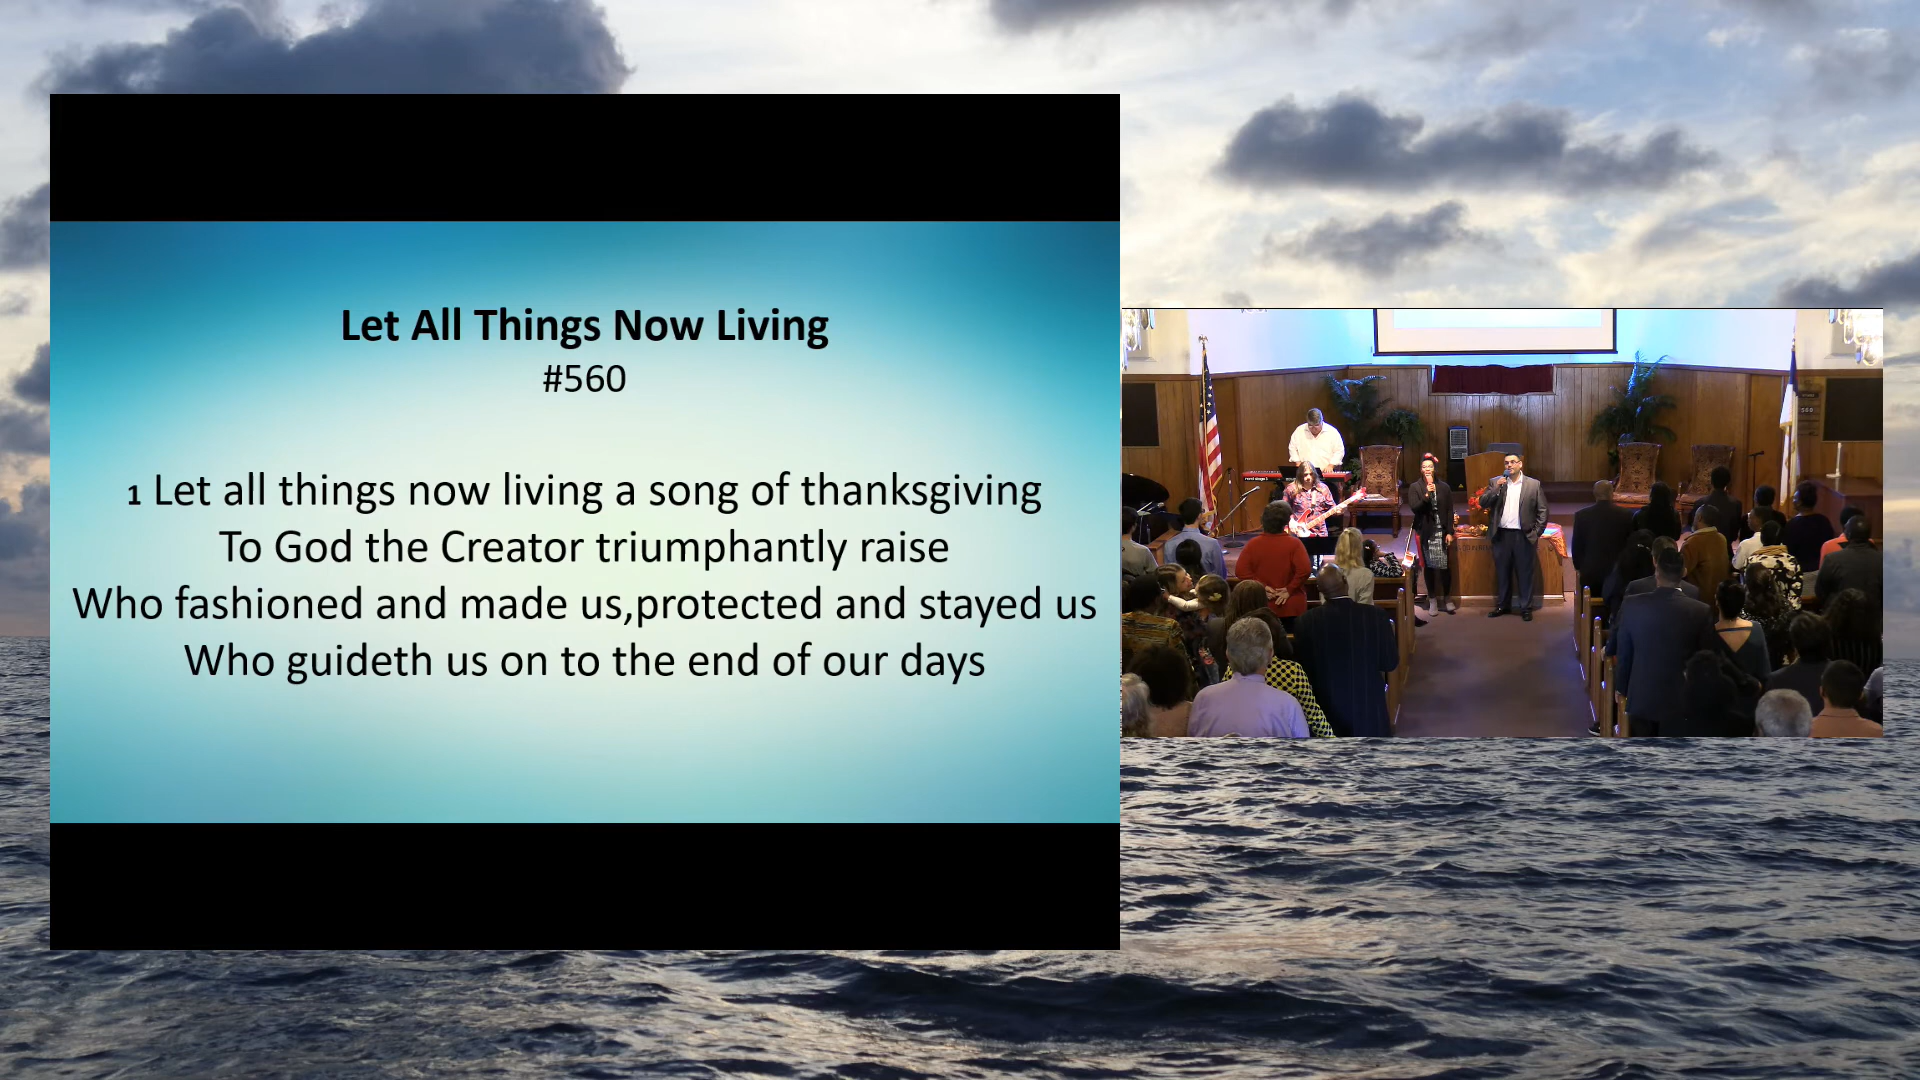 Let All Things Now Living
#560
1 Let all things now living a song of thanksgiving
To God the Creator triumphantly raise
Who fashioned and made us,protected and stayed us
Who guideth us on to the end of our days
560